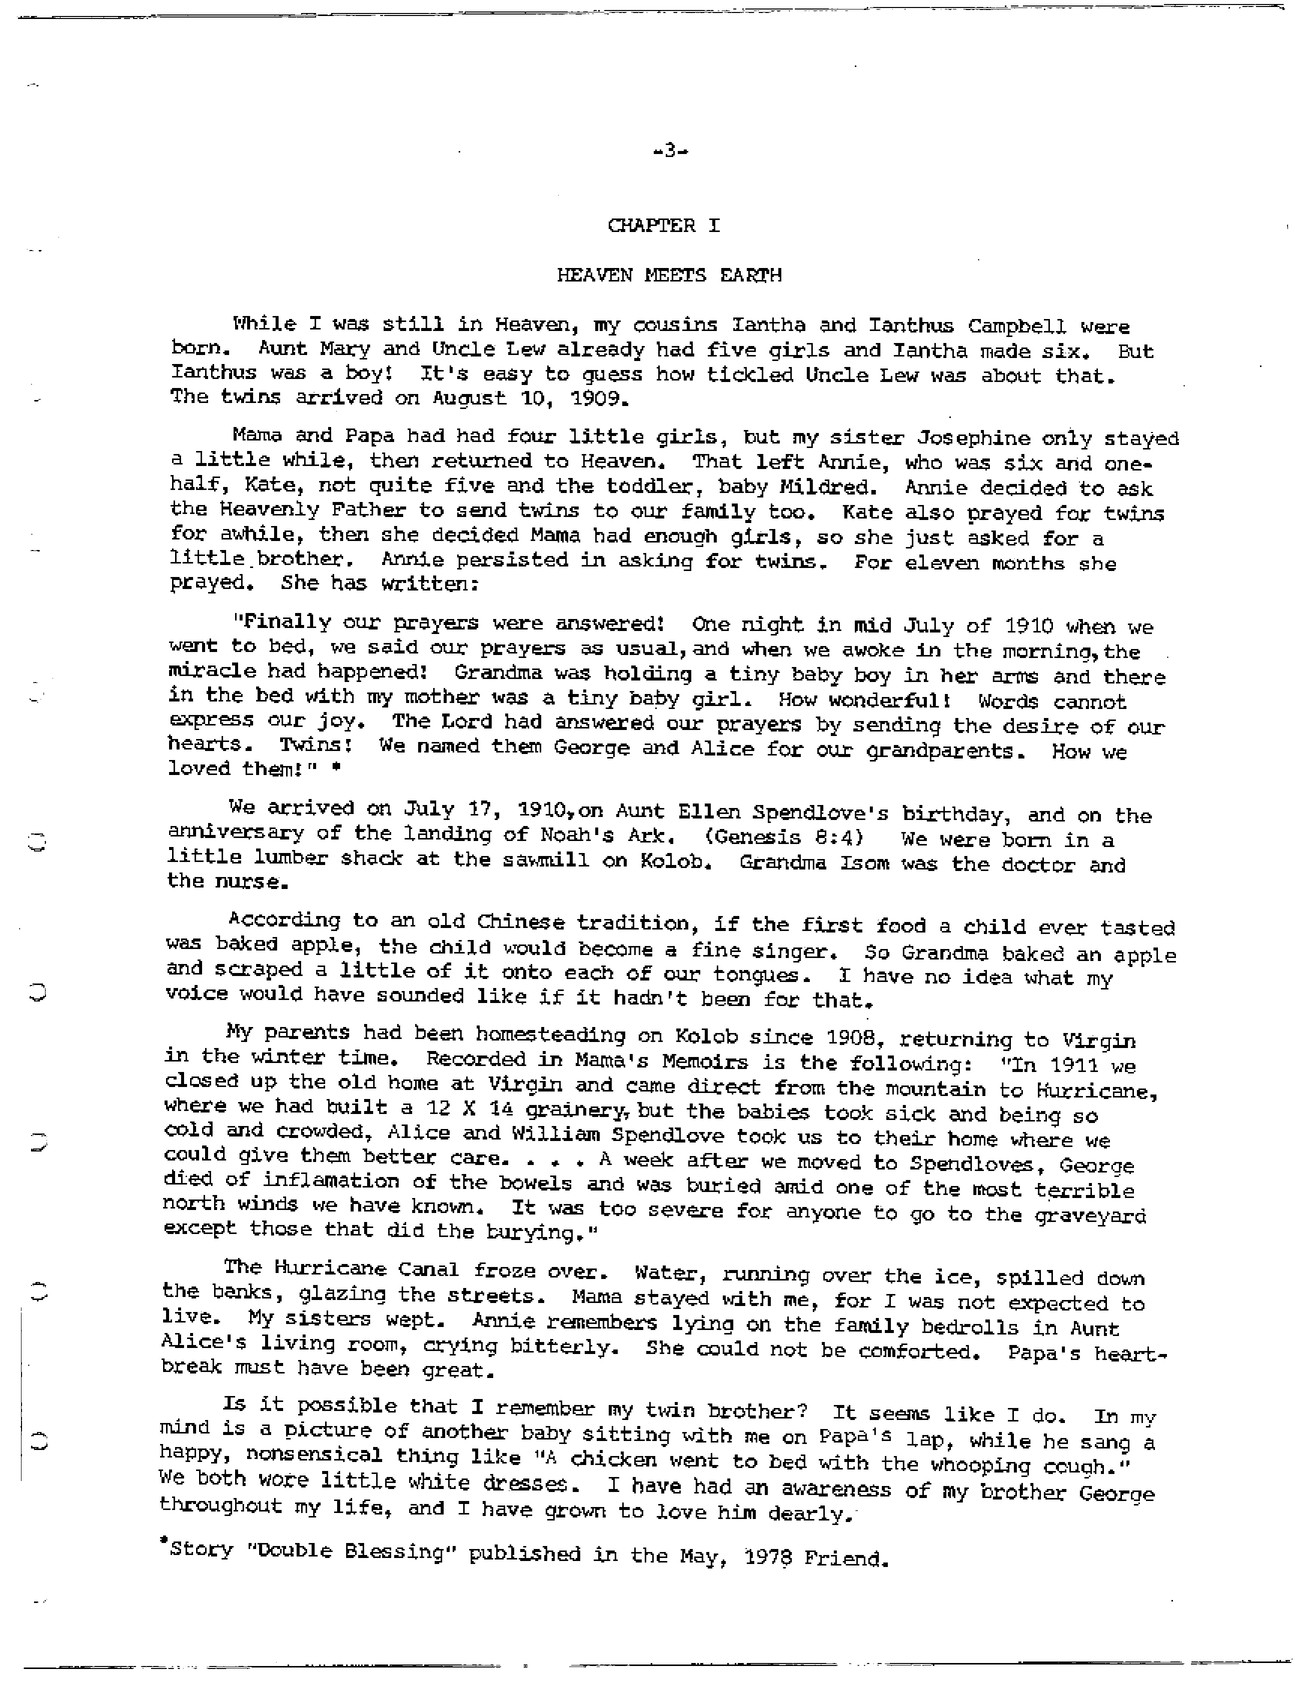 -3-
CHAPTER I
HEAVEN MEETS EARTH
While I was still in Heaven, my cousins Iantha and Ianthus Campbell were
born. Aunt Mary and Uncle Lew already had five girls and Iantha made six. But
Ianthus was a boy! It's easy to guess how tickled Uncle Lew was about that.
The twins arrived on August 10, 1909.
Mama and Papa had had four little girls, but my sister Josephine only stayed
a little while, then returned to Heaven. That left Annie, who was six and one-
half, Kate, not quite five and the toddler, baby Mildred. Annie decided to ask
the Heavenly Father to send twins to our family too. Kate also prayed for twins
for awhile, then she decided Mama had enough girls, so she just asked for a
little brother. Annie persisted in asking for twins. For eleven months she
prayed. She has written:
"Finally our prayers were answered! One night in mid July of 1910 when we
went to bed, we said our prayers as usual, and when we awoke in the morning, the
miracle had happened! Grandma was holding a tiny baby boy in her arms and there
in the bed with my mother was a tiny baby girl. How wonderful! Words cannot
express our joy. The Lord had answered our prayers by sending the desire of our
hearts. Twins! We named them George and Alice for our grandparents. How we
loved them!" *
We arrived on July 17, 1910, on Aunt Ellen Spendlove's birthday, and on the
anniversary of the landing of Noah's Ark. (Genesis 8:4) We were born in a
little lumber shack at the sawmill on Kolob. Grandma Isom was the doctor and
the nurse.
According to an old Chinese tradition, if the first food a child ever tasted
was baked apple, the child would become a fine singer. So Grandma baked an apple
and scraped a little of it onto each of our tongues. I have no idea what my
voice would have sounded like if it hadn't been for that.
My parents had been homesteading on Kolob since 1908, returning to Virgin
in the winter time. Recorded in Mama's Memoirs is the following: "In 1911 we
closed up the old home at Virgin and came direct from the mountain to Hurricane,
where we had built a 12 X 14 grainery, but the babies took sick and being so
cold and crowded, Alice and William Spendlove took us to their home where we
could give them better care. . . . A week after we moved to Spendloves, George
died of inflamation of the bowels and was buried amid one of the most terrible
north winds we have known. It was too severe for anyone to go to the graveyard
except those that did the burying."
The Hurricane Canal froze over. Water, running over the ice, spilled down
the banks, glazing the streets. Mama stayed with me, for I was not expected to
live. My sisters wept. Annie remembers lying on the family bedrolls in Aunt
Alice's living room, crying bitterly. She could not be comforted. Papa's heart-
break must have been great.
Is it possible that I remember my twin brother? It seems like I do. In my
mind is a picture of another baby sitting with me on Papa's lap, while he sang a
happy, nonsensical thing like "A chicken went to bed with the whooping cough."
We both wore little white dresses. I have had an awareness of my brother George
throughout my life, and I have grown to love him dearly.
*Story "Double Blessing" published in the May, 1978 Friend.